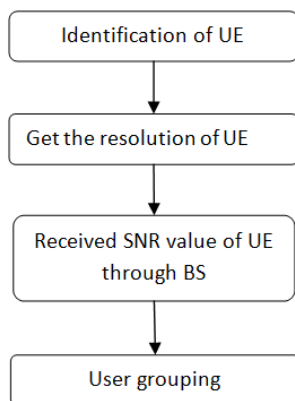 Identification of UE
Get the resolution of UE
Received SNR value of UE
through BS
User grouping